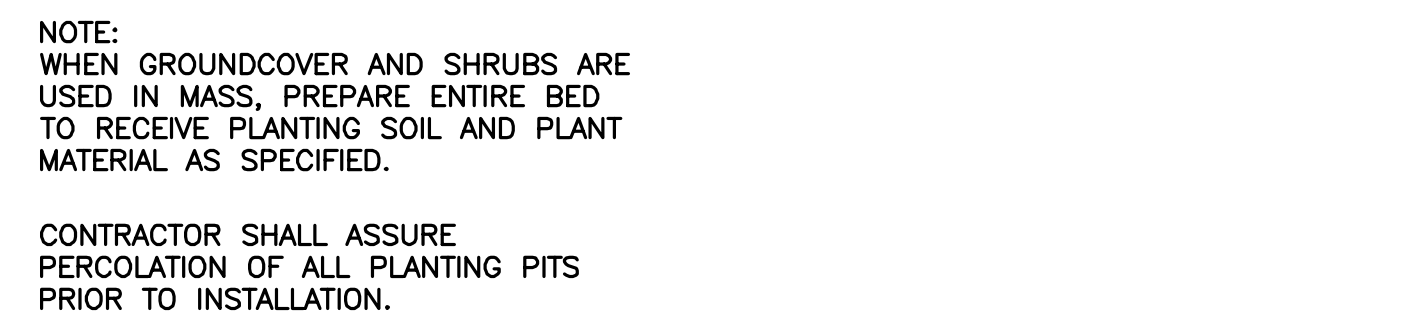 NOTE:
WHEN GROUNDCOVER AND SHRUBS ARE
USED IN MASS, PREPARE ENTIRE BED
TO RECEIVE PLANTING SOIL AND PLANT
MATERIAL AS SPECIFIED.
CONTRACTOR SHALL ASSURE
PERCOLATION OF ALL PLANTING PITS
PRIOR TO INSTALLATION.